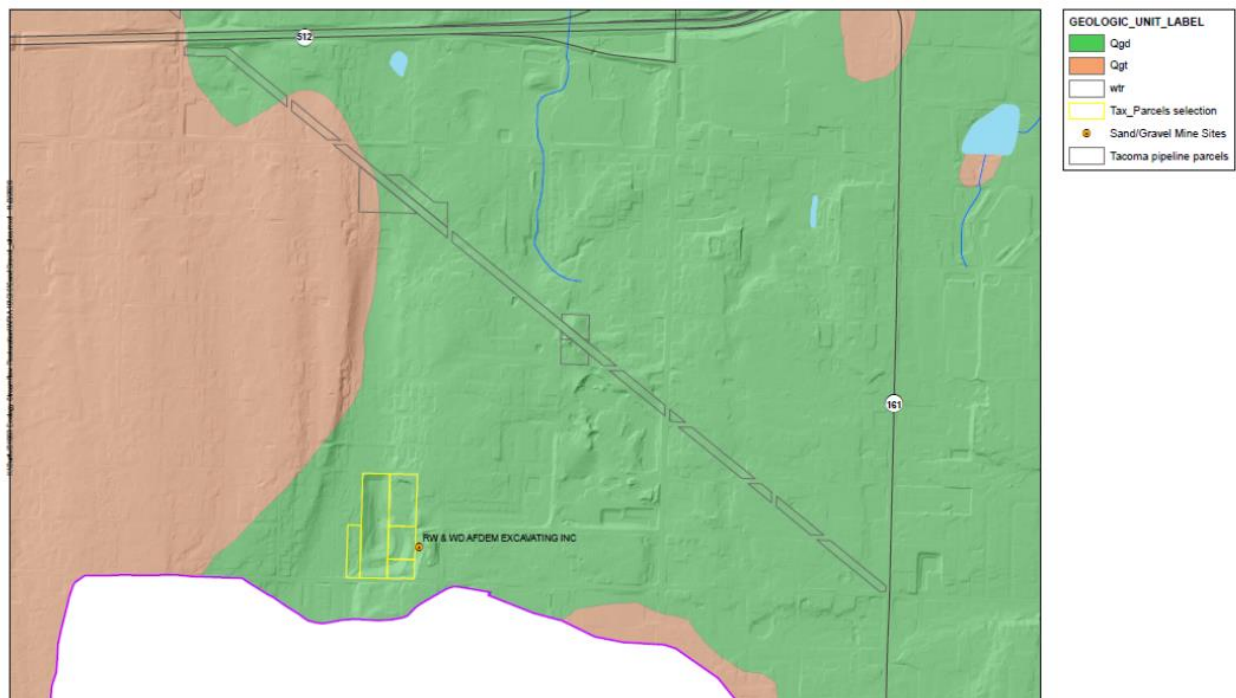 512
161
RW & WD AFDEM EXCAVATING INC
GEOLOGIC_UNIT_LABEL
Qgd
Qgt
wtr
Tax_Parcels selection
Sand/Gravel Mine Sites
Tacoma pipeline parcels